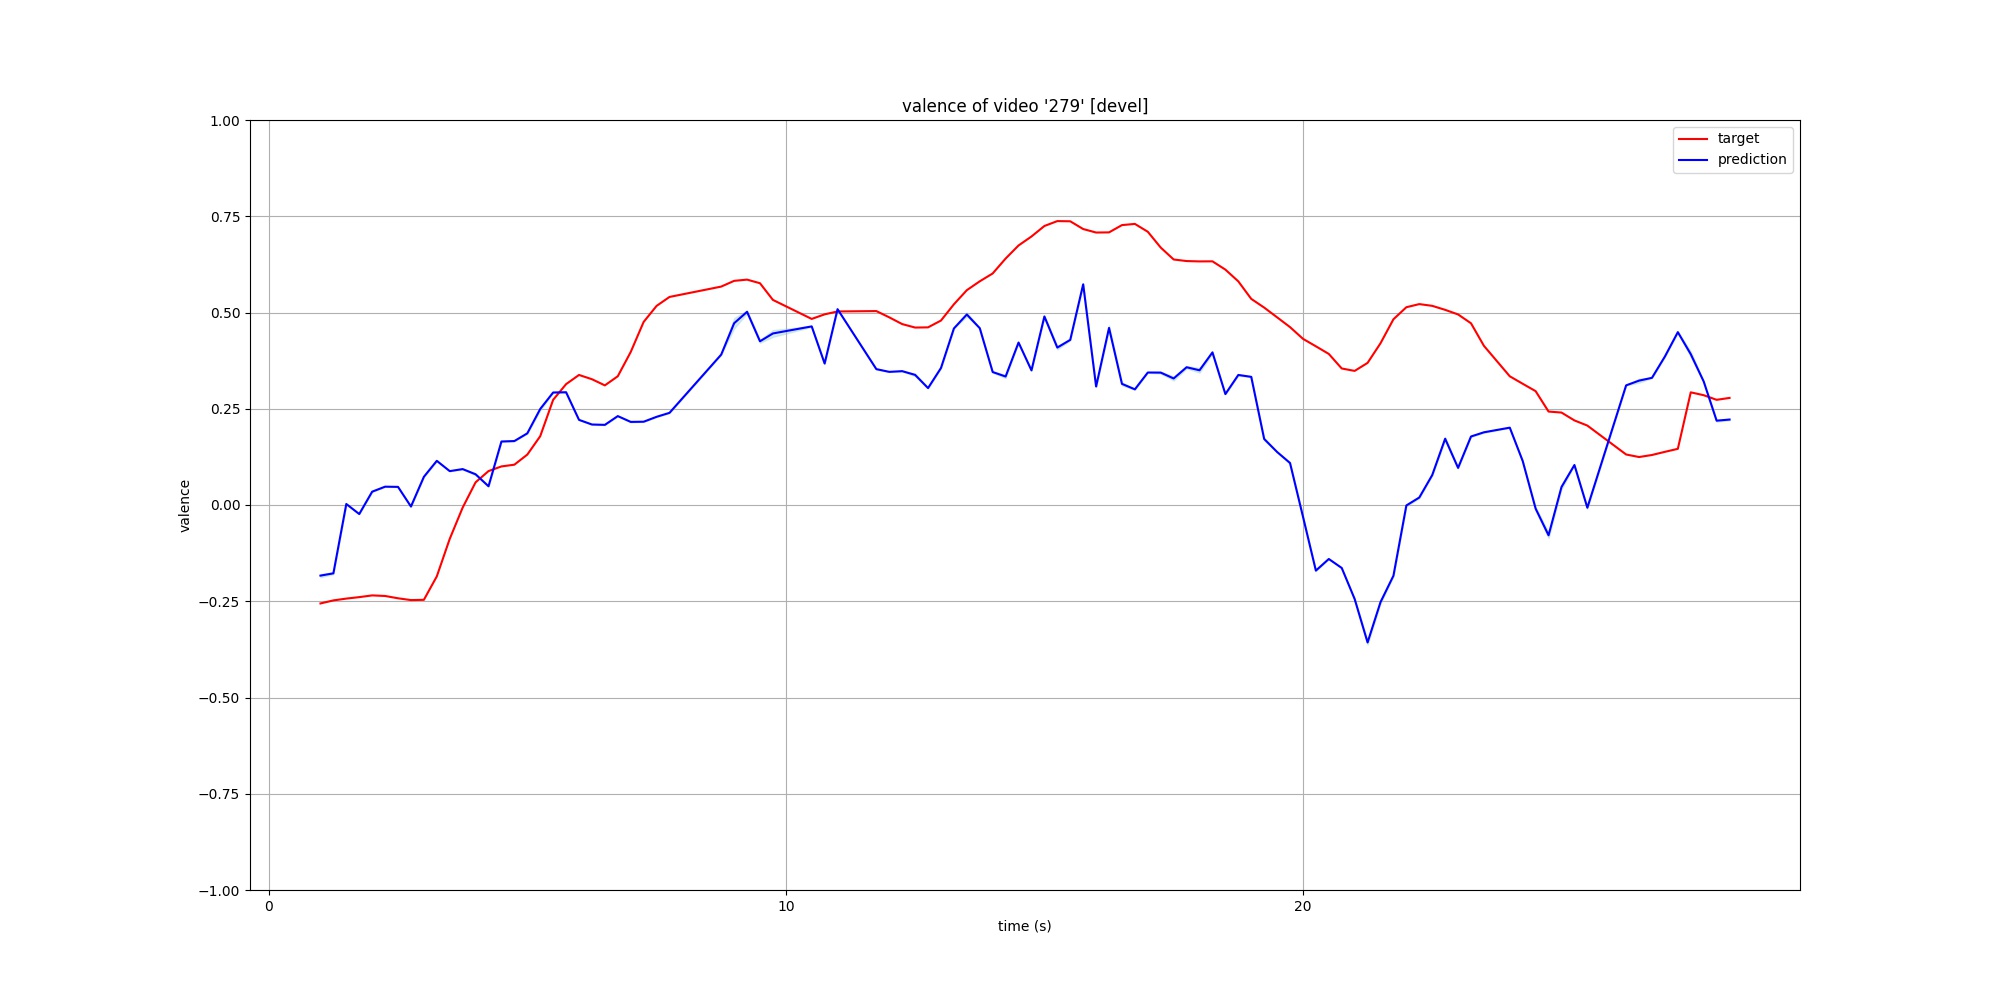 valence of video '279' [devel]
1.00
0.75
0.50
0.25
0.00
−0.25
−0.50
−0.75
−1.00
valence
target
prediction
0
10
20
time (s)